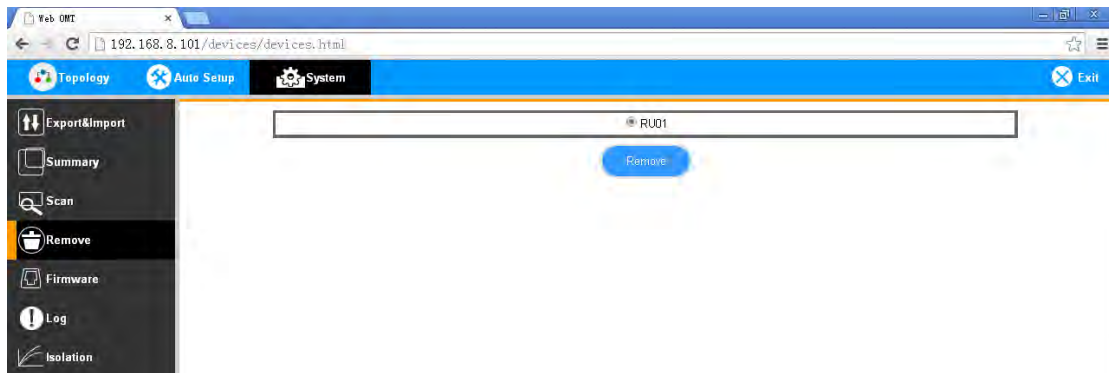 Web OMT
192.168.8.101/devices/devices.html
Topology Auto Setup System Exit
Export&Import
RU01
Summary
Remove
Scan
Remove
Firmware
Log
Isolation